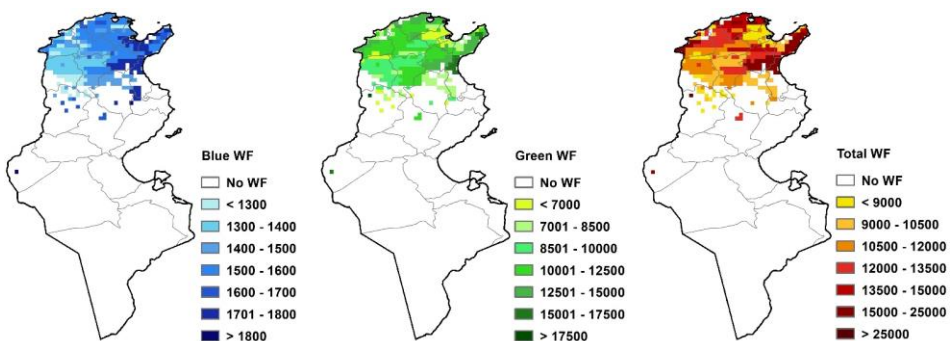 Blue WF
No WF
< 1300
1300 - 1400
1400 - 1500
1500 - 1600
1600 - 1700
1701 - 1800
> 1800
Green WF
No WF
< 7000
7001 - 8500
8501 - 10000
10001 - 12500
12501 - 15000
15001 - 17500
> 17500
Total WF
No WF
< 9000
9000 - 10500
10500 - 12000
12000 - 13500
13500 - 15000
15000 - 25000
> 25000